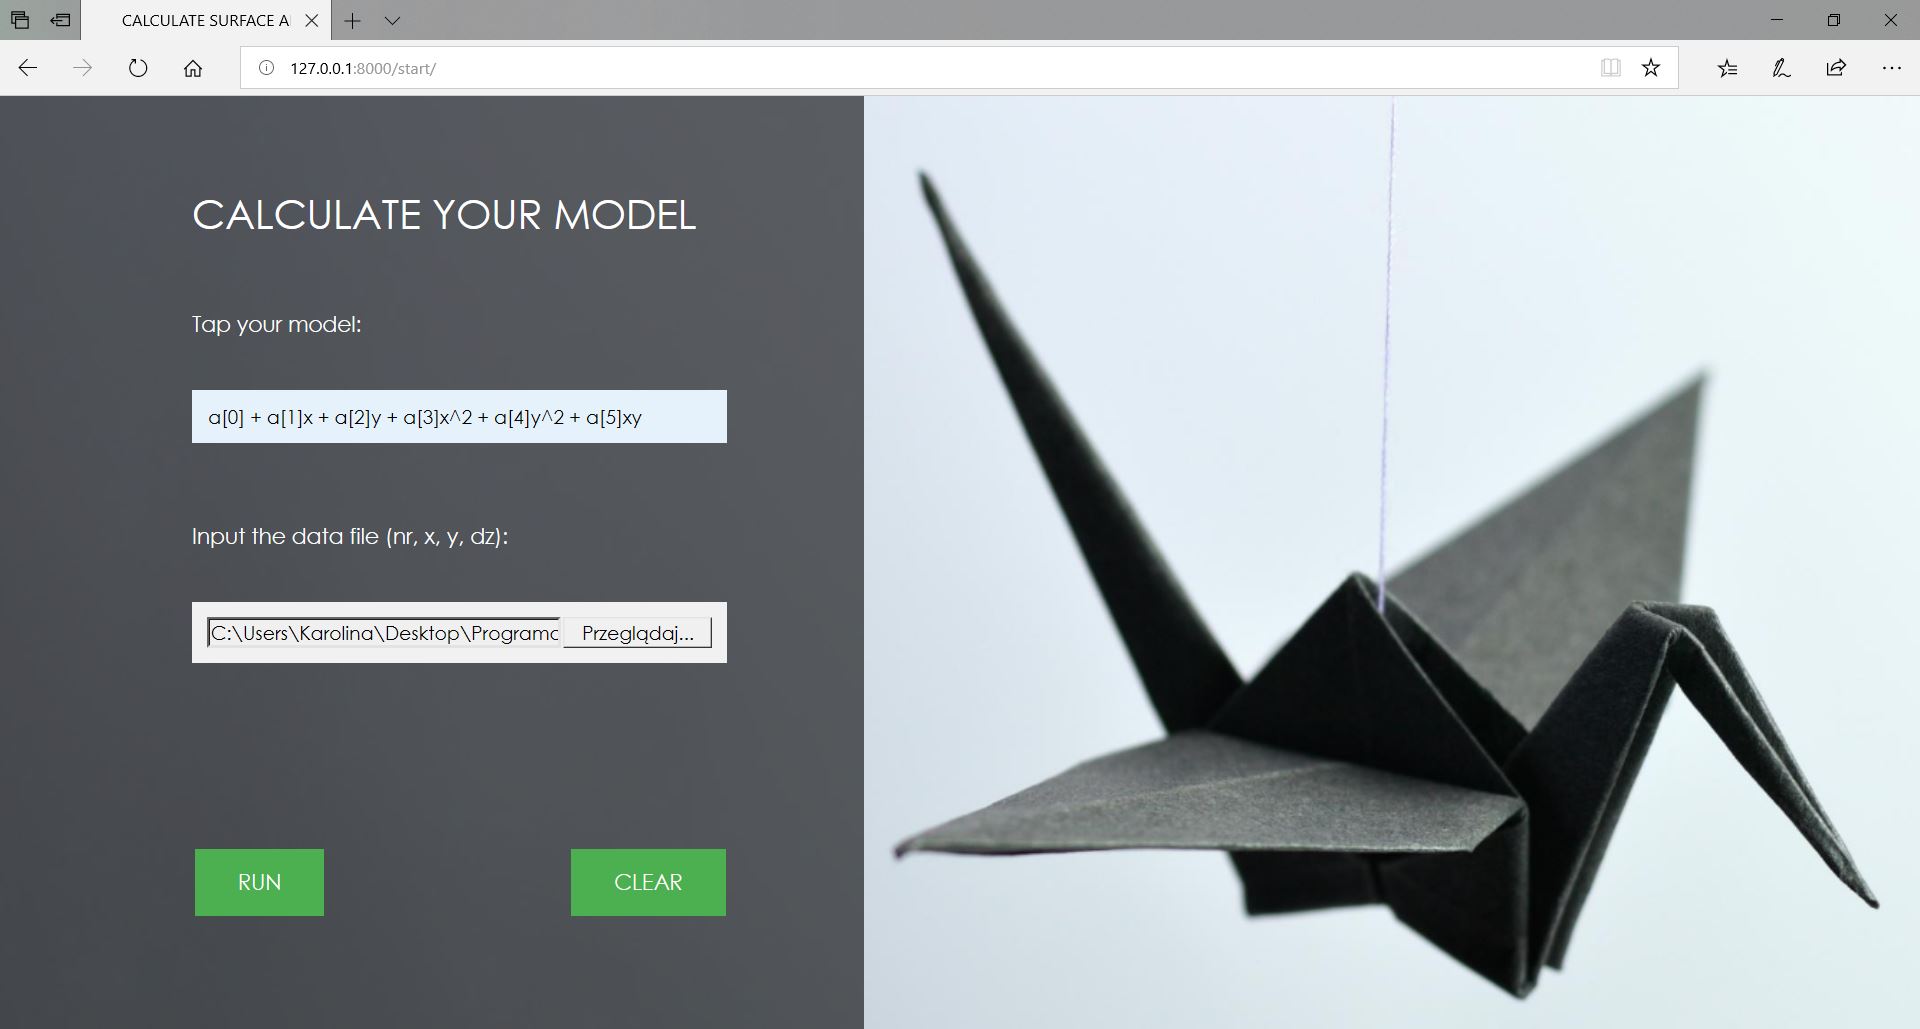 CALCULATE SURFACE A
127.0.0.1:8000/start/
CALCULATE YOUR MODEL
Tap your model:
a[0] + a[1]x + a[2]y + a[3]x^2 + a[4]y^2 + a[5]xy
Input the data file (nr, x, y, dz):
C:\Users\Karolina\Desktop\Programc Przeglądaj...
RUN CLEAR